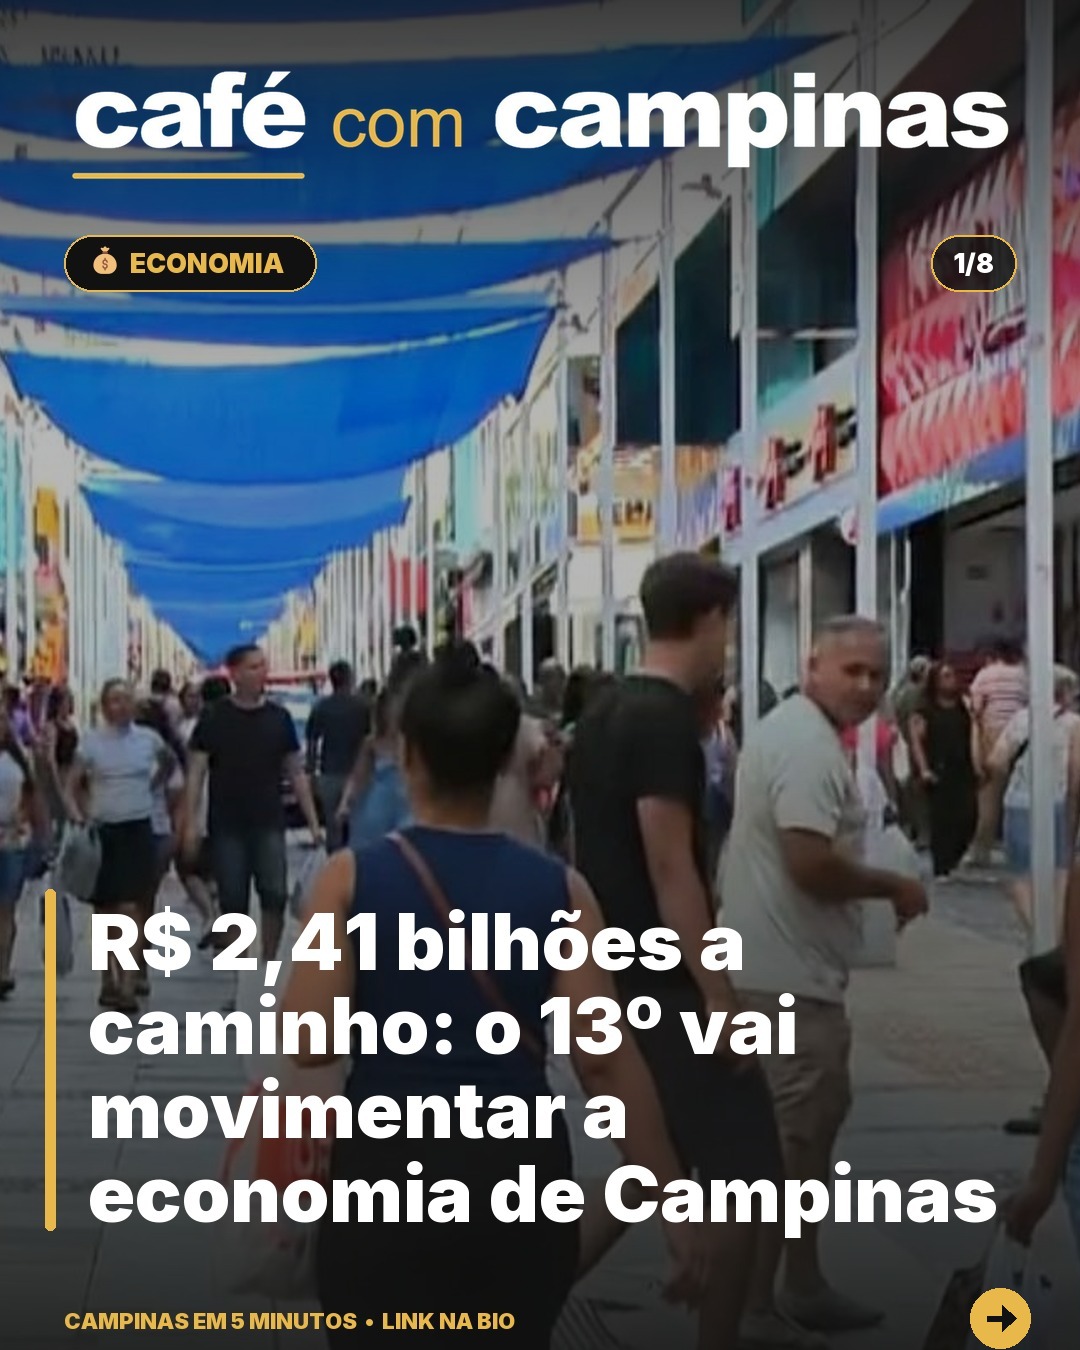 café com campinas
ECONOMIA
1/8
R$ 2,41 bilhões a
caminho: o 13º vai
movimentar a
economia de Campinas
CAMPINAS EM 5 MINUTOS • LINK NA BIO